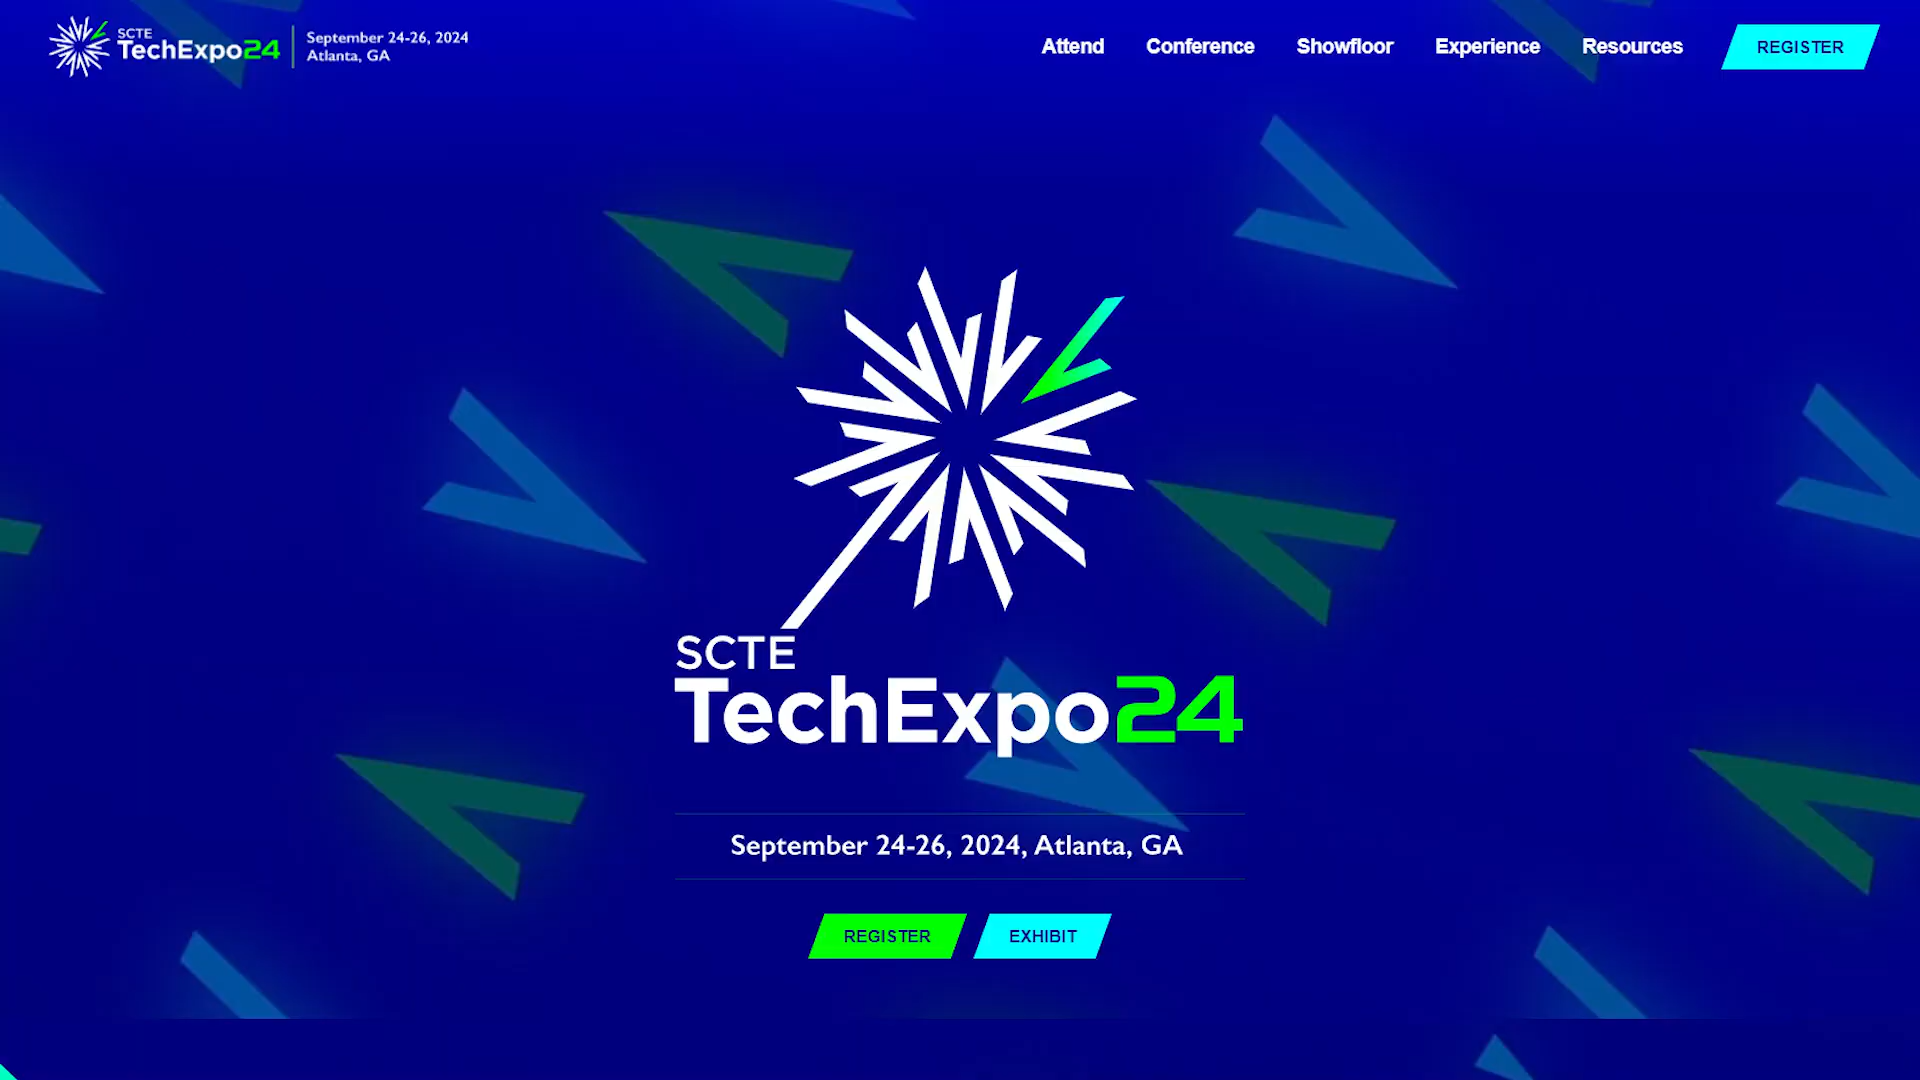 SCTE
TechExpo24
September 24-26, 2024
Atlanta, GA
Attend
Conference
Showfloor
Experience
Resources
REGISTER
SCTE
TechExpo24
September 24-26, 2024, Atlanta, GA
REGISTER
EXHIBIT